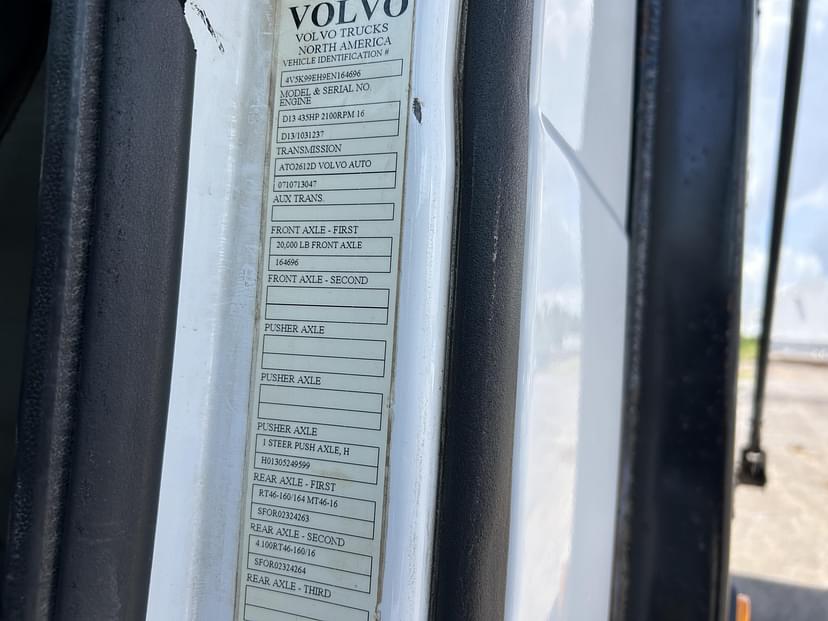 VOLVO
VOLVO TRUCKS
NORTH AMERICA
VEHICLE IDENTIFICATION #
4V5K99EH9EN164696
MODEL & SERIAL NO.
ENGINE
D13 435HP 2100RPM 16
D13/1031237
TRANSMISSION
ATO2612D VOLVO AUTO
0710713047
AUX TRANS.
FRONT AXLE - FIRST
20,000 LB FRONT AXLE
164696
FRONT AXLE - SECOND
PUSHER AXLE
PUSHER AXLE
PUSHER AXLE
1 STEER PUSH AXLE, H
H01305249599
REAR AXLE - FIRST
RT46-160/164 MT46-16
SFOR02324263
REAR AXLE - SECOND
4.100RT46-160/16
SFOR02324264
REAR AXLE - THIRD